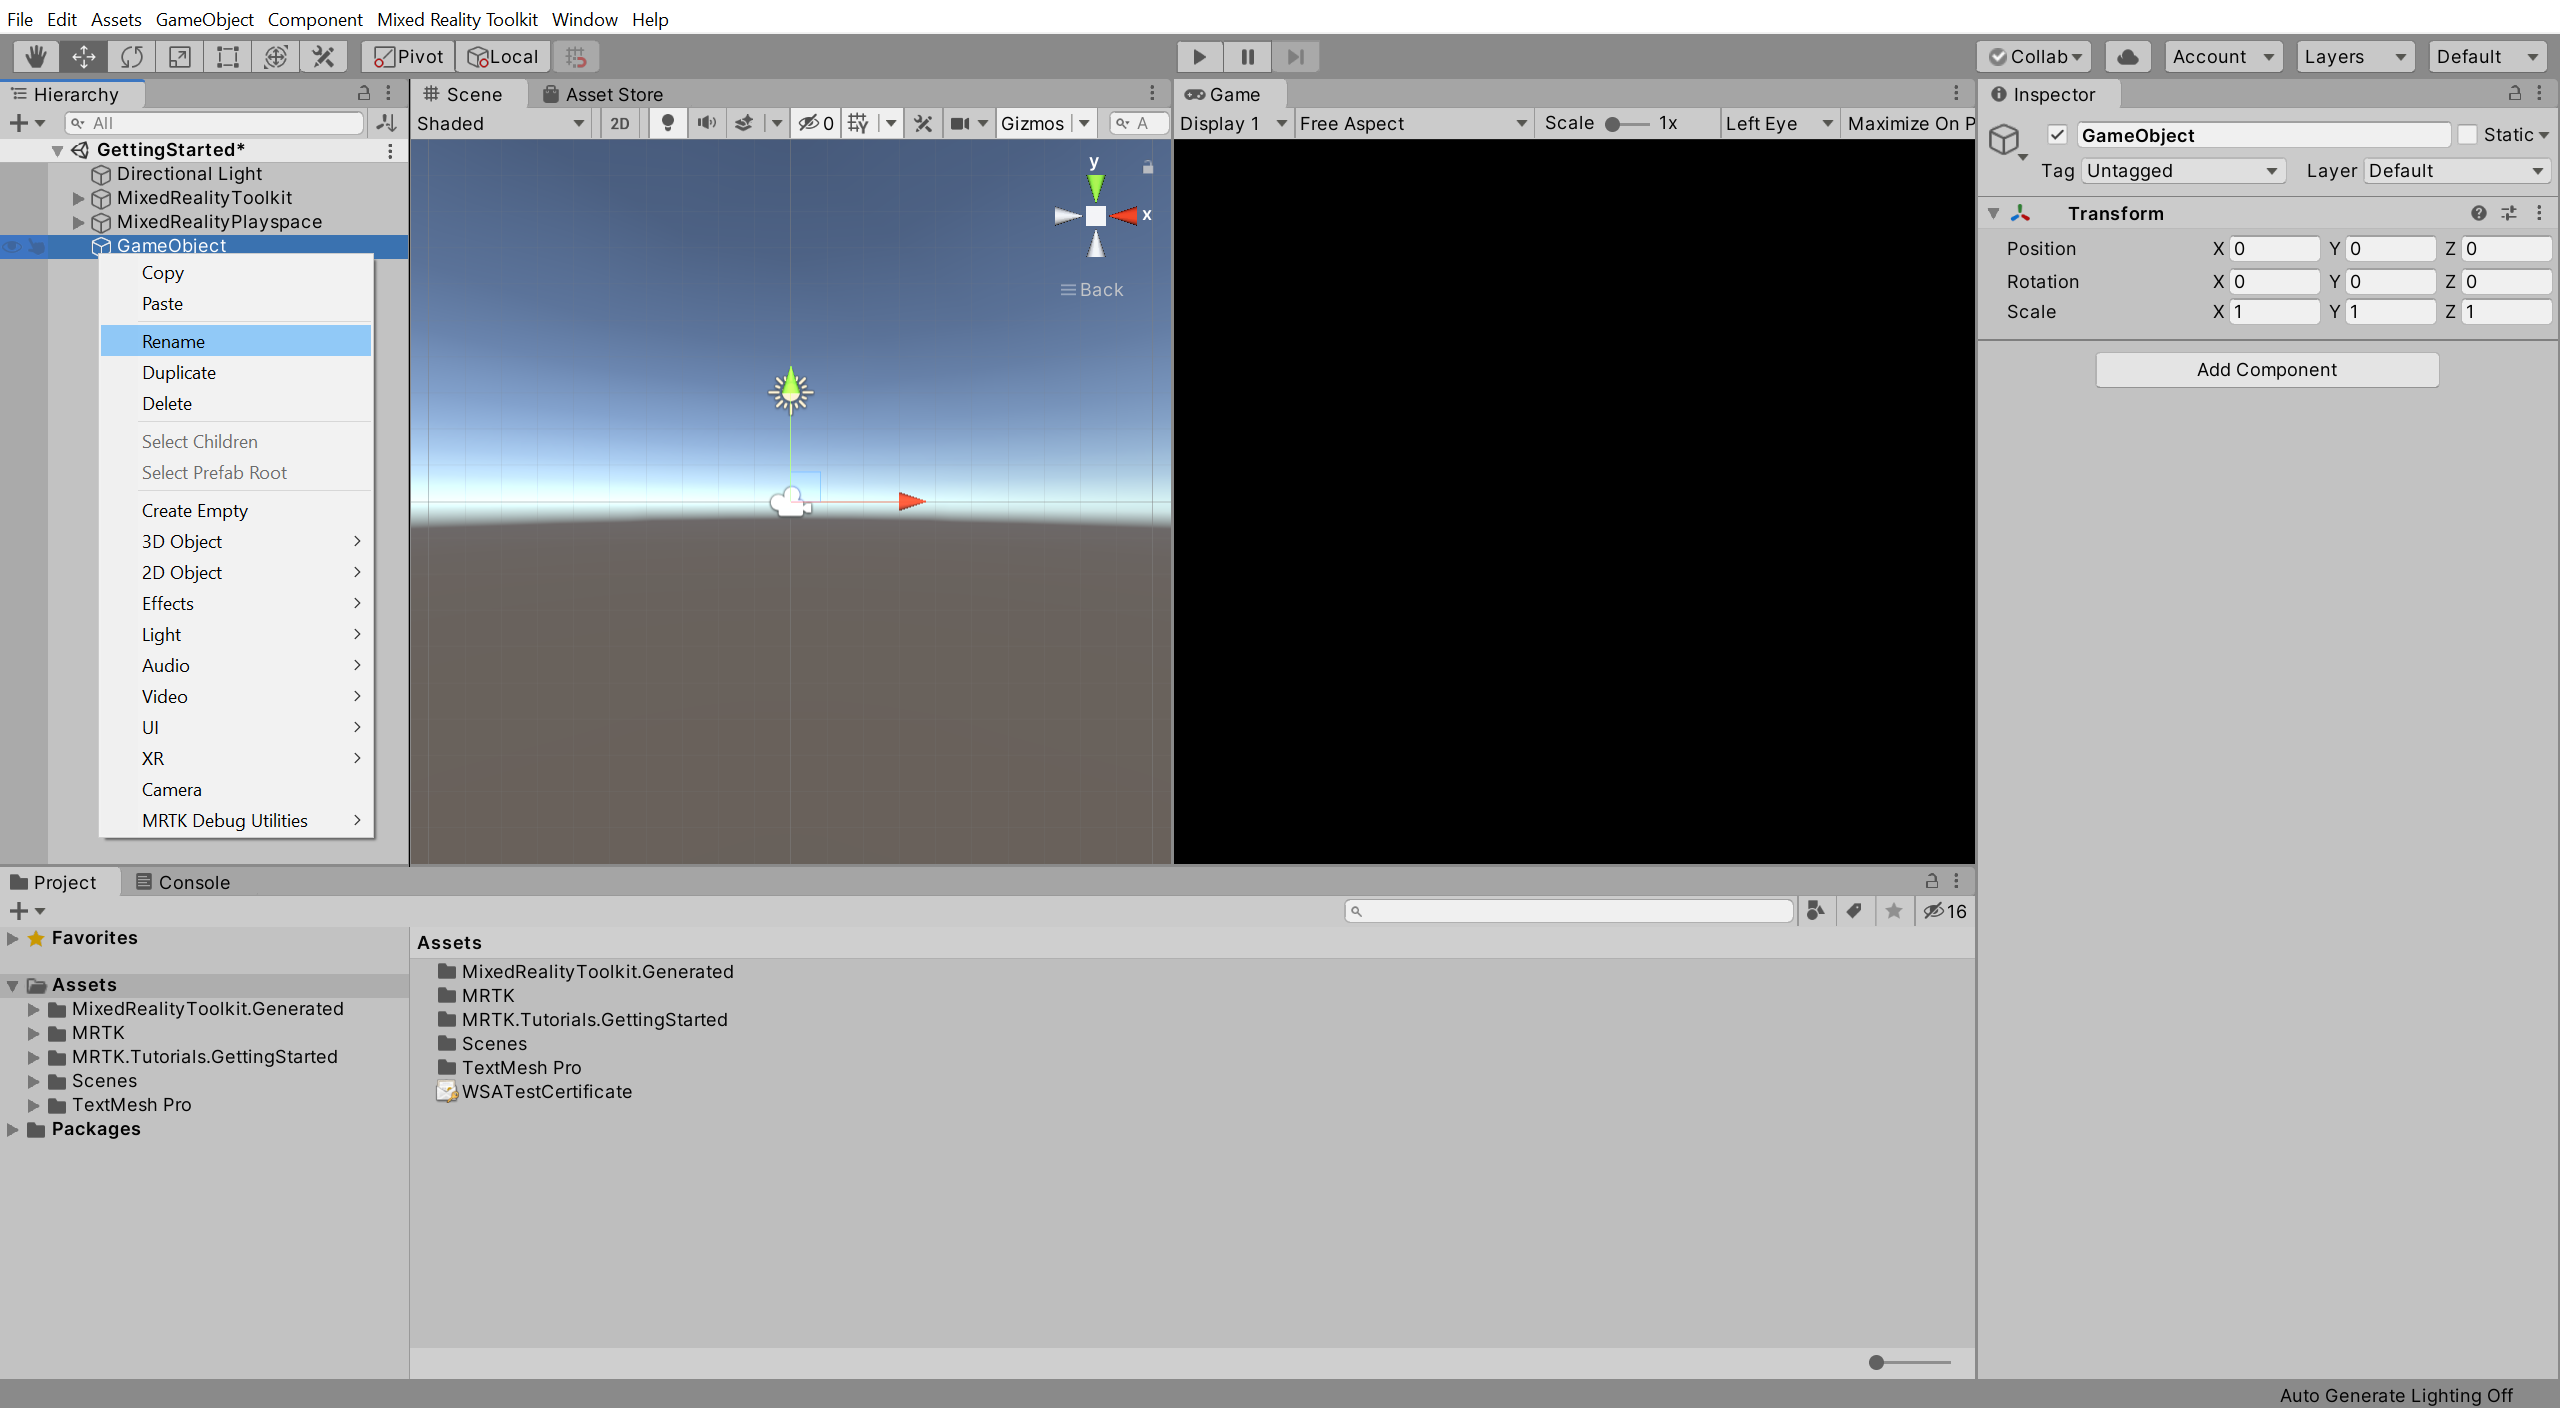 File Edit Assets GameObject Component Mixed Reality Toolkit Window Help
Pivot Local Collab Account Layers Default
Hierarchy
All
GettingStarted*
Directional Light
MixedRealityToolkit
MixedRealityPlayspace
GameObject
Copy
Paste
Rename
Duplicate
Delete
Select Children
Select Prefab Root
Create Empty
3D Object
2D Object
Effects
Light
Audio
Video
UI
XR
Camera
MRTK Debug Utilities
Scene Asset Store
Shaded 2D 0 Gizmos A
y
x
Back
Game
Display 1 Free Aspect Scale 1x Left Eye Maximize On P
Inspector
GameObject Static
Tag Untagged Layer Default
Transform
Position X 0 Y 0 Z 0
Rotation X 0 Y 0 Z 0
Scale X 1 Y 1 Z 1
Add Component
Project Console
16
Favorites
Assets
MixedRealityToolkit.Generated
MRTK
MRTK.Tutorials.GettingStarted
Scenes
TextMesh Pro
Packages
Assets
MixedRealityToolkit.Generated
MRTK
MRTK.Tutorials.GettingStarted
Scenes
TextMesh Pro
WSATestCertificate
Auto Generate Lighting Off